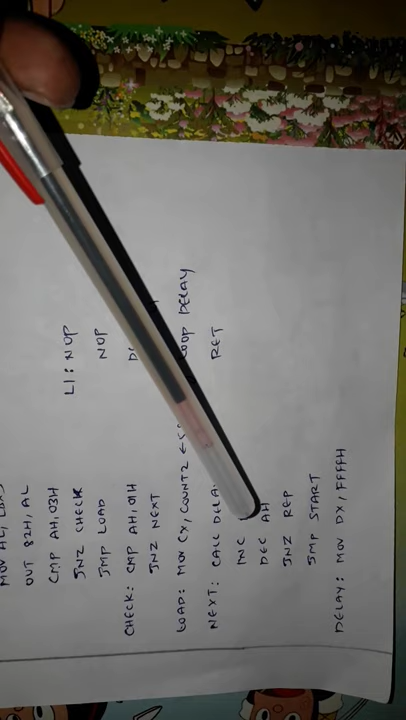 OUT 82H, AL
CMP AH, 03H
JNZ CHECK
JMP LOAD
CHECK: CMP AH, 01H
JNZ NEXT
LOAD: MOV CX, COUNT2
NEXT: CALL
INC
DEC AH
JNZ REP
JMP START
DELAY: MOV DX, FFFFH
L1: NOP
NOP
LOOP DELAY
RET